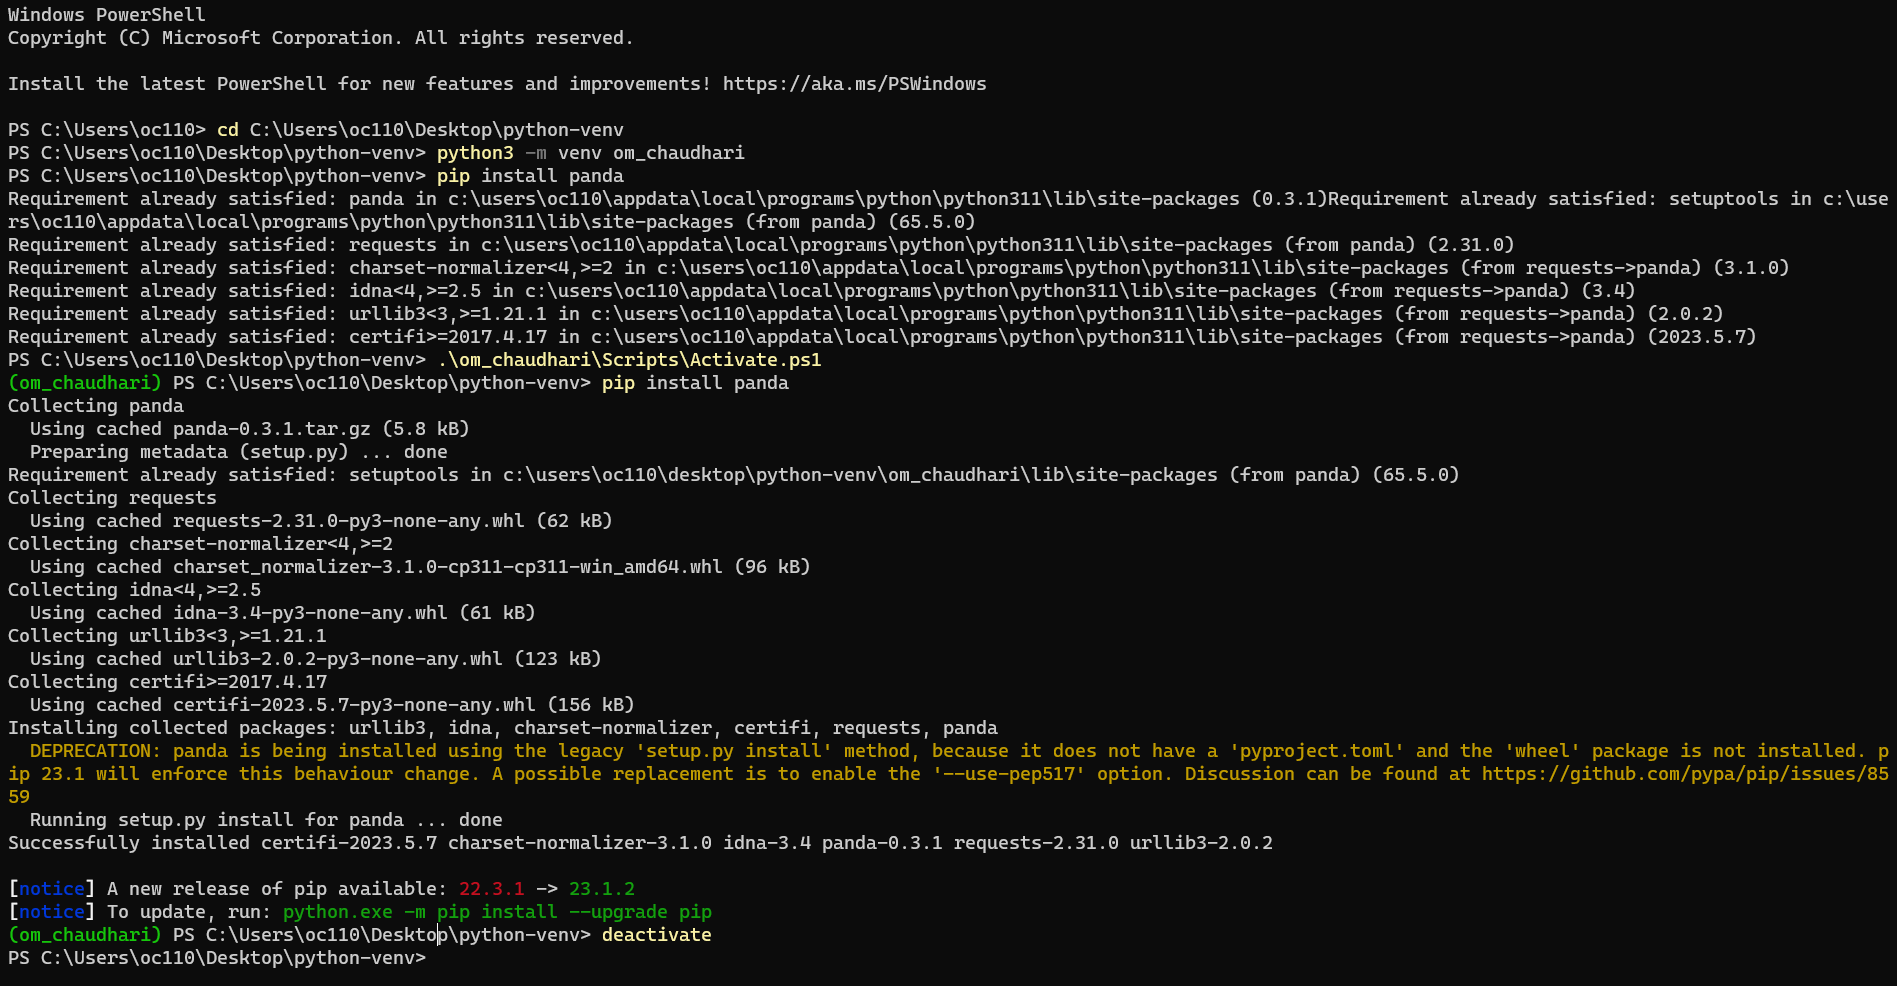 Windows PowerShell
Copyright (C) Microsoft Corporation. All rights reserved.
Install the latest PowerShell for new features and improvements! https://aka.ms/PSWindows
PS C:\Users\oc110> cd C:\Users\oc110\Desktop\python-venv
PS C:\Users\oc110\Desktop\python-venv> python3 -m venv om_chaudhari
PS C:\Users\oc110\Desktop\python-venv> pip install panda
Requirement already satisfied: panda in c:\users\oc110\appdata\local\programs\python\python311\lib\site-packages (0.3.1)Requirement already satisfied: setuptools in c:\use
rs\oc110\appdata\local\programs\python\python311\lib\site-packages (from panda) (65.5.0)
Requirement already satisfied: requests in c:\users\oc110\appdata\local\programs\python\python311\lib\site-packages (from panda) (2.31.0)
Requirement already satisfied: charset-normalizer<4,>=2 in c:\users\oc110\appdata\local\programs\python\python311\lib\site-packages (from requests->panda) (3.1.0)
Requirement already satisfied: idna<4,>=2.5 in c:\users\oc110\appdata\local\programs\python\python311\lib\site-packages (from requests->panda) (3.4)
Requirement already satisfied: urllib3<3,>=1.21.1 in c:\users\oc110\appdata\local\programs\python\python311\lib\site-packages (from requests->panda) (2.0.2)
Requirement already satisfied: certifi>=2017.4.17 in c:\users\oc110\appdata\local\programs\python\python311\lib\site-packages (from requests->panda) (2023.5.7)
PS C:\Users\oc110\Desktop\python-venv> .\om_chaudhari\Scripts\Activate.ps1
(om_chaudhari) PS C:\Users\oc110\Desktop\python-venv> pip install panda
Collecting panda
  Using cached panda-0.3.1.tar.gz (5.8 kB)
  Preparing metadata (setup.py) ... done
Requirement already satisfied: setuptools in c:\users\oc110\desktop\python-venv\om_chaudhari\lib\site-packages (from panda) (65.5.0)
Collecting requests
  Using cached requests-2.31.0-py3-none-any.whl (62 kB)
Collecting charset-normalizer<4,>=2
  Using cached charset_normalizer-3.1.0-cp311-cp311-win_amd64.whl (96 kB)
Collecting idna<4,>=2.5
  Using cached idna-3.4-py3-none-any.whl (61 kB)
Collecting urllib3<3,>=1.21.1
  Using cached urllib3-2.0.2-py3-none-any.whl (123 kB)
Collecting certifi>=2017.4.17
  Using cached certifi-2023.5.7-py3-none-any.whl (156 kB)
Installing collected packages: urllib3, idna, charset-normalizer, certifi, requests, panda
  DEPRECATION: panda is being installed using the legacy 'setup.py install' method, because it does not have a 'pyproject.toml' and the 'wheel' package is not installed. p
ip 23.1 will enforce this behaviour change. A possible replacement is to enable the '--use-pep517' option. Discussion can be found at https://github.com/pypa/pip/issues/85
59
  Running setup.py install for panda ... done
Successfully installed certifi-2023.5.7 charset-normalizer-3.1.0 idna-3.4 panda-0.3.1 requests-2.31.0 urllib3-2.0.2
[notice] A new release of pip available: 22.3.1 -> 23.1.2
[notice] To update, run: python.exe -m pip install --upgrade pip
(om_chaudhari) PS C:\Users\oc110\Desktop\python-venv> deactivate
PS C:\Users\oc110\Desktop\python-venv>